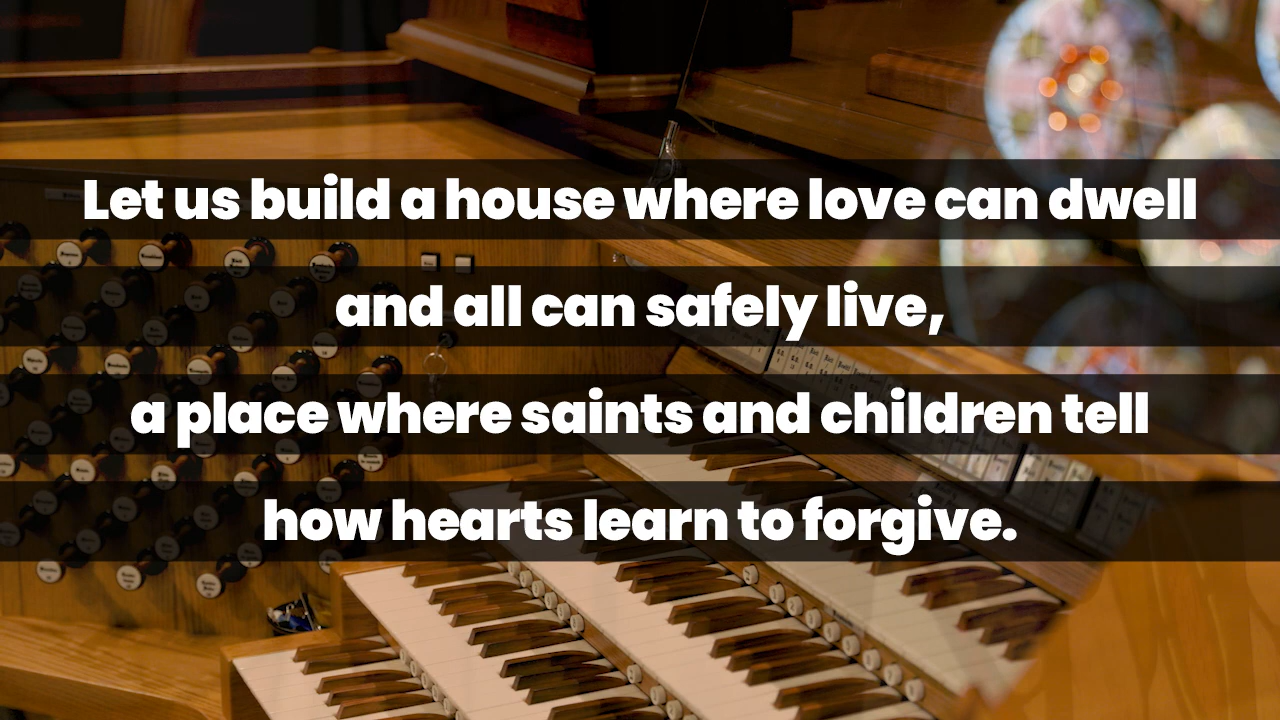 Let us build a house where love can dwell
and all can safely live,
a place where saints and children tell
how hearts learn to forgive.